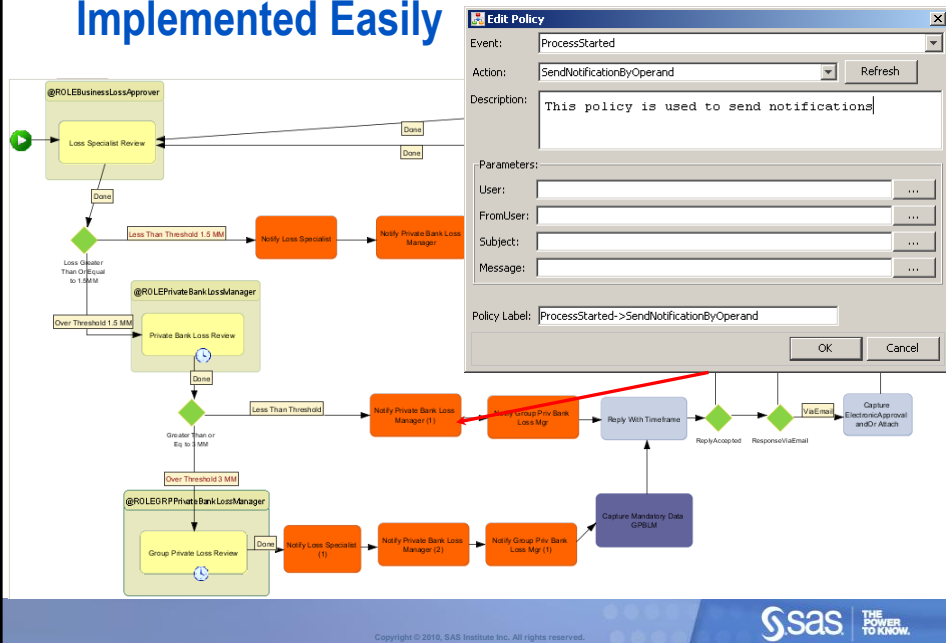 Implemented Easily
Edit Policy
Event:
ProcessStarted
Action:
SendNotificationByOperand
Refresh
Description:
This policy is used to send notifications
Parameters:
User:
...
FromUser:
...
Subject:
...
Message:
...
Policy Label:
ProcessStarted->SendNotificationByOperand
OK
Cancel
@ROLEBusinessLossApprover
Loss Specialist Review
Done
Done
Done
Less Than Threshold 1.5 MM
Notify Loss Specialist
Notify Private Bank Loss
Manager
Loss Greater
Than Or Equal
to 1.5MM
@ROLEPrivateBankLossManager
Over Threshold 1.5 MM
Private Bank Loss Review
Done
Less Than Threshold
Notify Private Bank Loss
Manager (1)
Notify Group Priv Bank
Loss Mgr
Reply With Timeframe
ReplyAccepted
ResponseViaEmail
ViaEmail
Capture
ElectronicApproval
andOr Attach
Greater Than or
Eq to 3 MM
Over Threshold 3 MM
@ROLEGRPPrivateBankLossManager
Group Private Loss Review
Done
Notify Loss Specialist
(1)
Notify Private Bank Loss
Manager (2)
Notify Group Priv Bank
Loss Mgr (1)
Capture Mandatory Data
GPBLM
Copyright © 2010, SAS Institute Inc. All rights reserved.
sas
THE
POWER
TO KNOW.